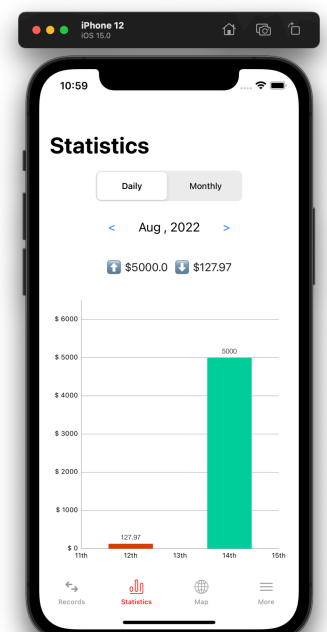 iPhone 12
iOS 15.0
10:59
Statistics
Daily Monthly
< Aug , 2022 >
$5000.0 $127.97
$ 6000
5000
$ 5000
$ 4000
$ 3000
$ 2000
$ 1000
127.97
$ 0
11th 12th 13th 14th 15th
Records Statistics Map More